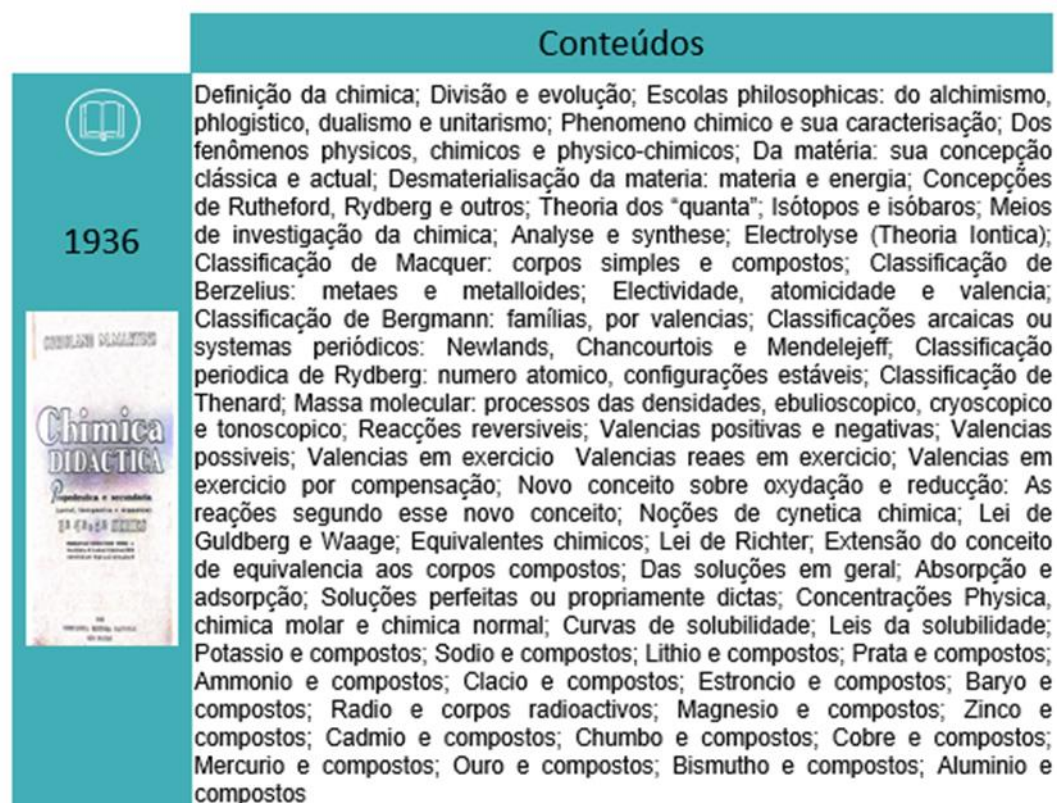 Conteúdos
1936
CORIOLANO M.MARTINS
Chimica
DIDACTICA
Propedeutica e secundaria
Definição da chimica; Divisão e evolução; Escolas philosophicas: do alchimismo,
phlogistico, dualismo e unitarismo; Phenomeno chimico e sua caracterisação; Dos
fenômenos physicos, chimicos e physico-chimicos; Da matéria: sua concepção
clássica e actual; Desmaterialisação da materia: materia e energia; Concepções
de Rutheford, Rydberg e outros; Theoria dos “quanta”; Isótopos e isóbaros; Meios
de investigação da chimica; Analyse e synthese; Electrolyse (Theoria Iontica);
Classificação de Macquer: corpos simples e compostos; Classificação de
Berzelius: metaes e metalloides; Electividade, atomicidade e valencia;
Classificação de Bergmann: famílias, por valencias; Classificações arcaicas ou
systemas periódicos: Newlands, Chancourtois e Mendelejeff; Classificação
periodica de Rydberg: numero atomico, configurações estáveis; Classificação de
Thenard; Massa molecular: processos das densidades, ebulioscopico, cryoscopico
e tonoscopico; Reacções reversiveis; Valencias positivas e negativas; Valencias
possiveis; Valencias em exercicio Valencias reaes em exercicio; Valencias em
exercicio por compensação; Novo conceito sobre oxydação e reducção: As
reações segundo esse novo conceito; Noções de cynetica chimica; Lei de
Guldberg e Waage; Equivalentes chimicos; Lei de Richter; Extensão do conceito
de equivalencia aos corpos compostos; Das soluções em geral; Absorpção e
adsorpção; Soluções perfeitas ou propriamente dictas; Concentrações Physica,
chimica molar e chimica normal; Curvas de solubilidade; Leis da solubilidade;
Potassio e compostos; Sodio e compostos; Lithio e compostos; Prata e compostos;
Ammonio e compostos; Clacio e compostos; Estroncio e compostos; Baryo e
compostos; Radio e corpos radioactivos; Magnesio e compostos; Zinco e
compostos; Cadmio e compostos; Chumbo e compostos; Cobre e compostos;
Mercurio e compostos; Ouro e compostos; Bismutho e compostos; Aluminio e
compostos